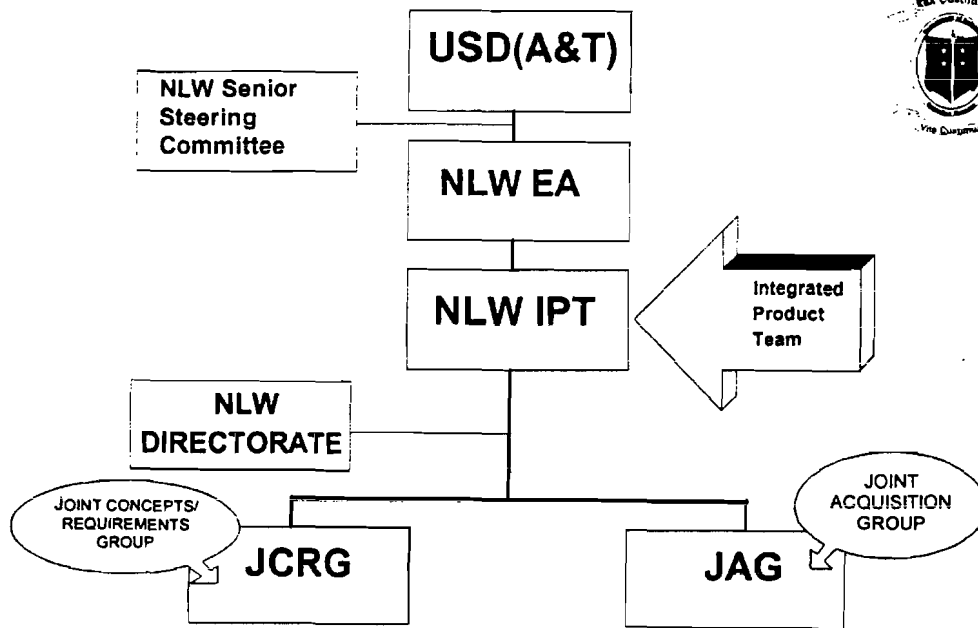 USD(A&T)
NLW Senior
Steering
Committee
NLW EA
NLW IPT
Integrated
Product
Team
NLW
DIRECTORATE
JOINT CONCEPTS/
REQUIREMENTS
GROUP
JCRG
JOINT
ACQUISITION
GROUP
JAG